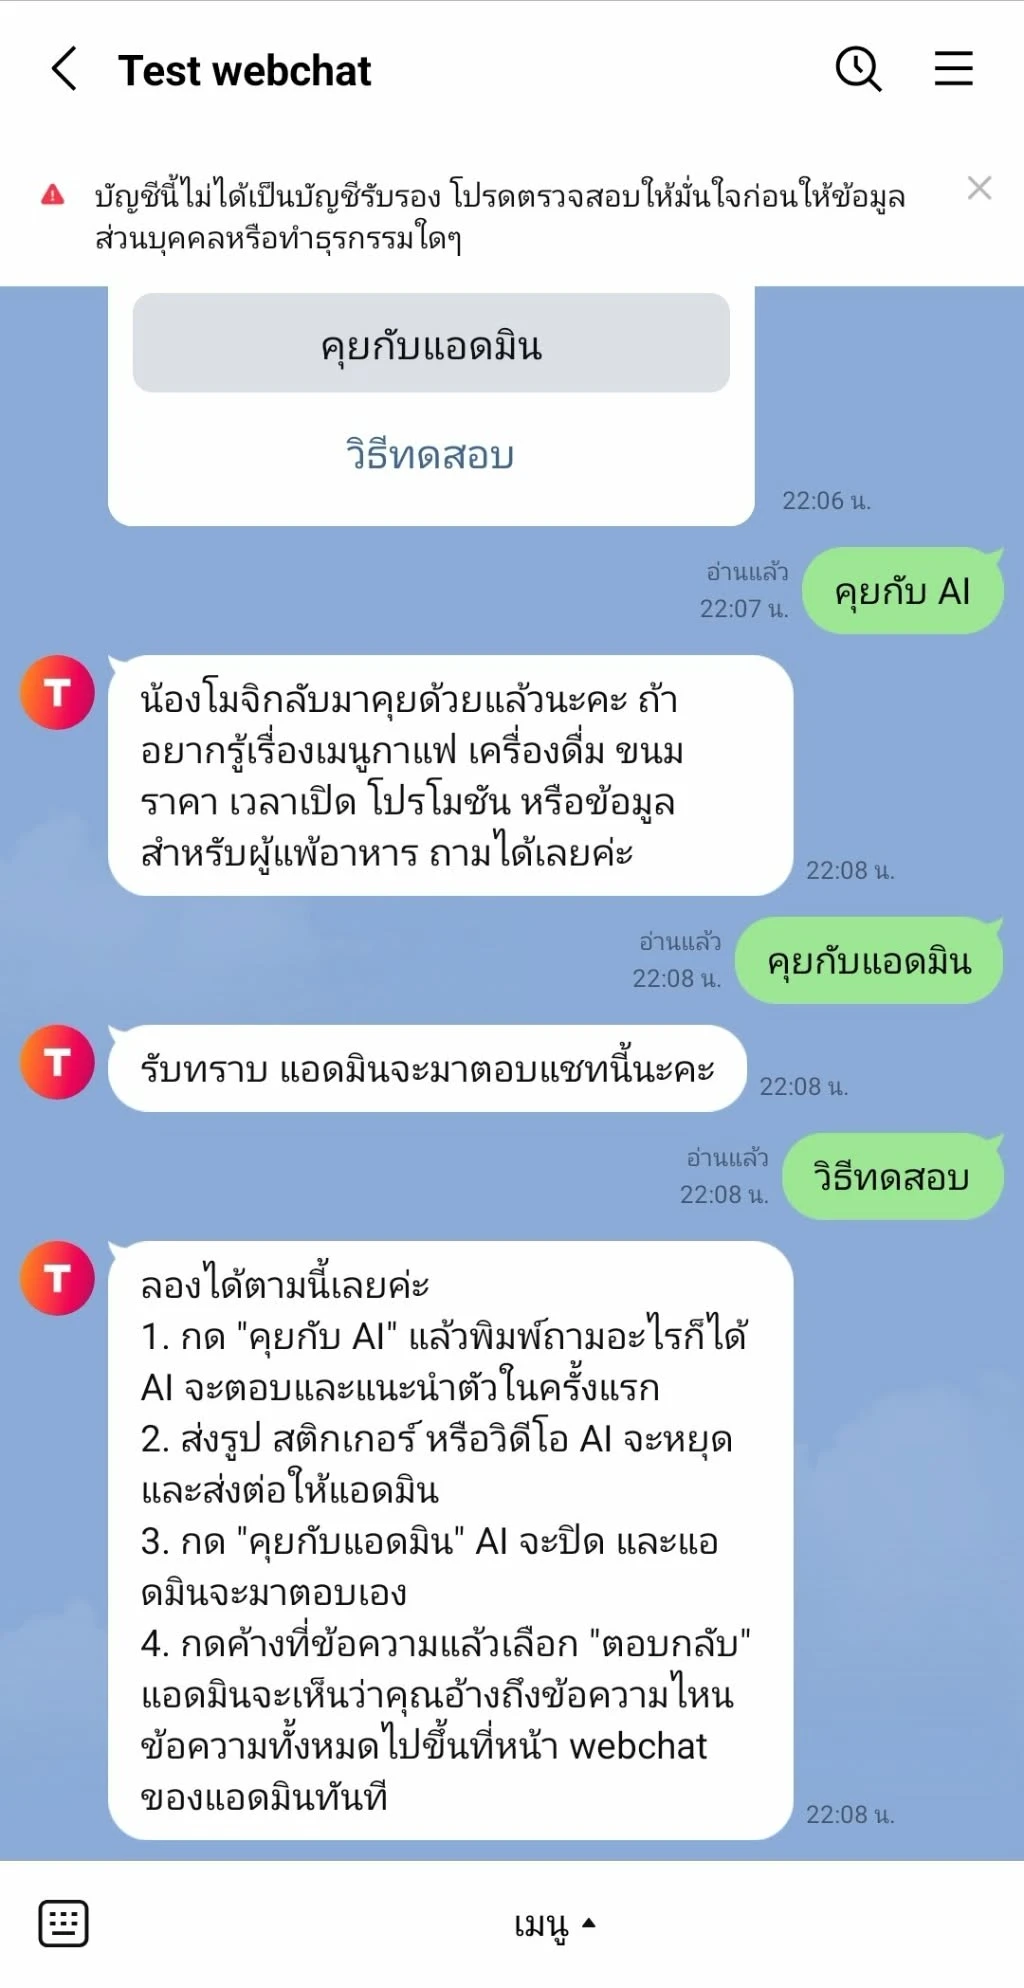 Test webchat
บัญชีนี้ไม่ได้เป็นบัญชีรับรอง โปรดตรวจสอบให้มั่นใจก่อนให้ข้อมูล
ส่วนบุคคลหรือทำธุรกรรมใดๆ
คุยกับแอดมิน
วิธีทดสอบ
22:06 น.
อ่านแล้ว
22:07 น.
คุยกับ AI
T
น้องโมจิกลับมาคุยด้วยแล้วนะคะ ถ้า
อยากรู้เรื่องเมนูกาแฟ เครื่องดื่ม ขนม
ราคา เวลาเปิด โปรโมชัน หรือข้อมูล
สำหรับผู้แพ้อาหาร ถามได้เลยค่ะ
22:08 น.
อ่านแล้ว
22:08 น.
คุยกับแอดมิน
T
รับทราบ แอดมินจะมาตอบแชทนี้นะคะ
22:08 น.
อ่านแล้ว
22:08 น.
วิธีทดสอบ
T
ลองได้ตามนี้เลยค่ะ
1. กด "คุยกับ AI" แล้วพิมพ์ถามอะไรก็ได้
AI จะตอบและแนะนำตัวในครั้งแรก
2. ส่งรูป สติกเกอร์ หรือวิดีโอ AI จะหยุด
และส่งต่อให้แอดมิน
3. กด "คุยกับแอดมิน" AI จะปิด และแอ
ดมินจะมาตอบเอง
4. กดค้างที่ข้อความแล้วเลือก "ตอบกลับ"
แอดมินจะเห็นว่าคุณอ้างถึงข้อความไหน
ข้อความทั้งหมดไปขึ้นที่หน้า webchat
ของแอดมินทันที
22:08 น.
เมนู